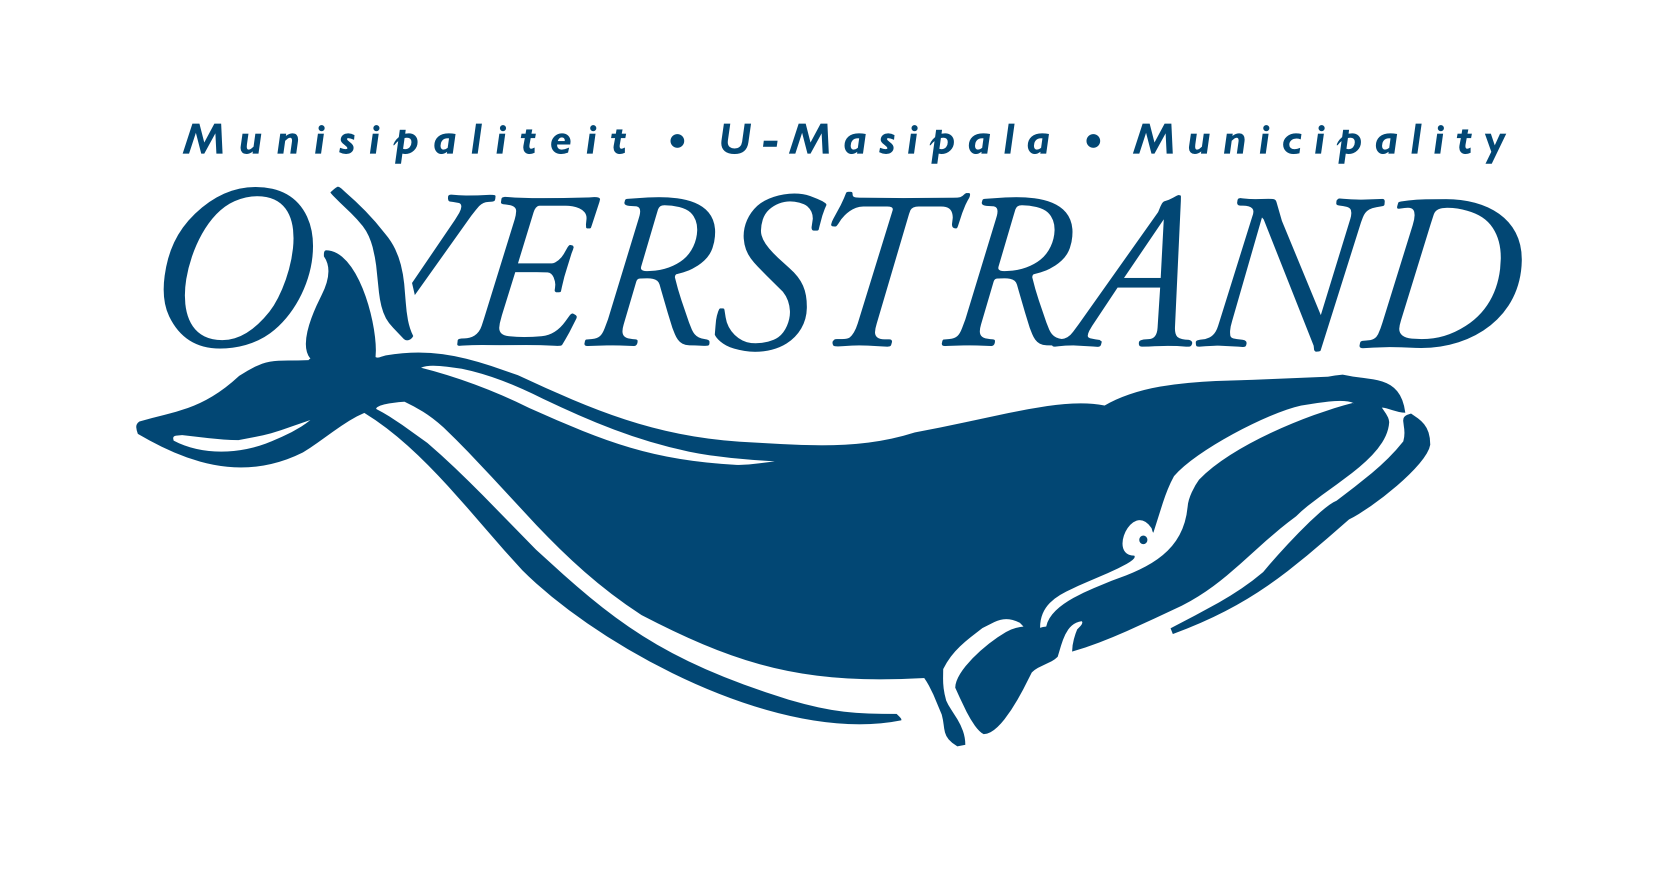 Munisipaliteit • U-Masipala • Municipality
OVERSTRAND